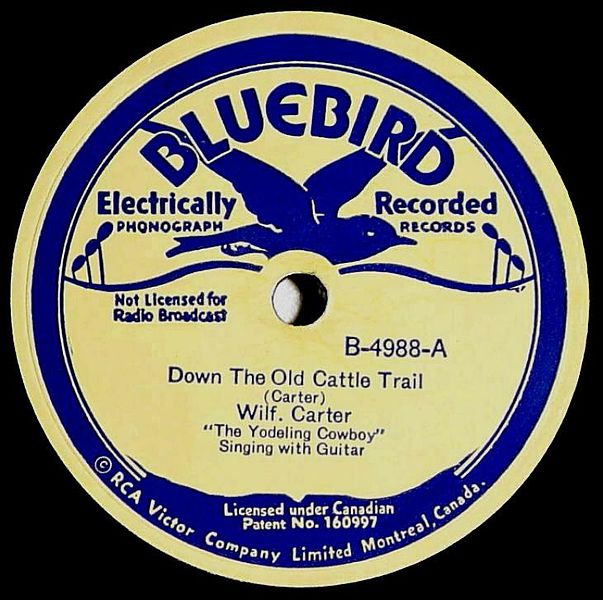 BLUEBIRD
Electrically Recorded
PHONOGRAPH RECORDS
Not Licensed for
Radio Broadcast
B-4988-A
Down The Old Cattle Trail
(Carter)
Wilf. Carter
"The Yodeling Cowboy"
Singing with Guitar
Licensed under Canadian
Patent No. 160997
© RCA Victor Company Limited Montreal, Canada.